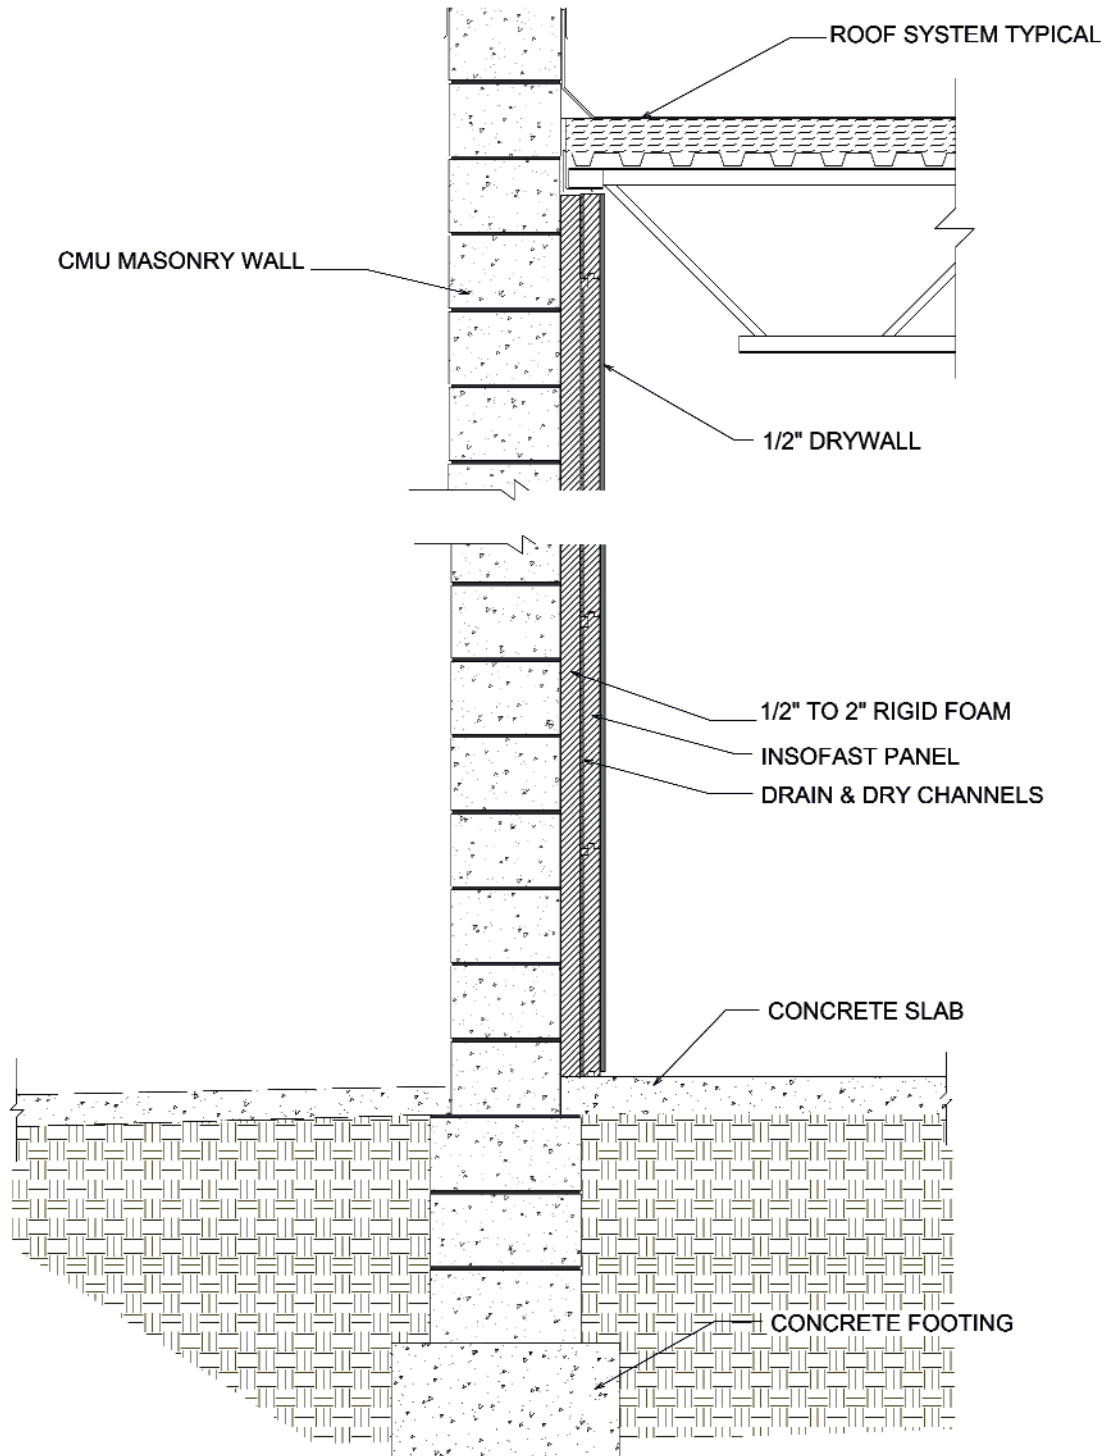 ROOF SYSTEM TYPICAL
CMU MASONRY WALL
1/2" DRYWALL
1/2" TO 2" RIGID FOAM
INSOFAST PANEL
DRAIN & DRY CHANNELS
CONCRETE SLAB
CONCRETE FOOTING